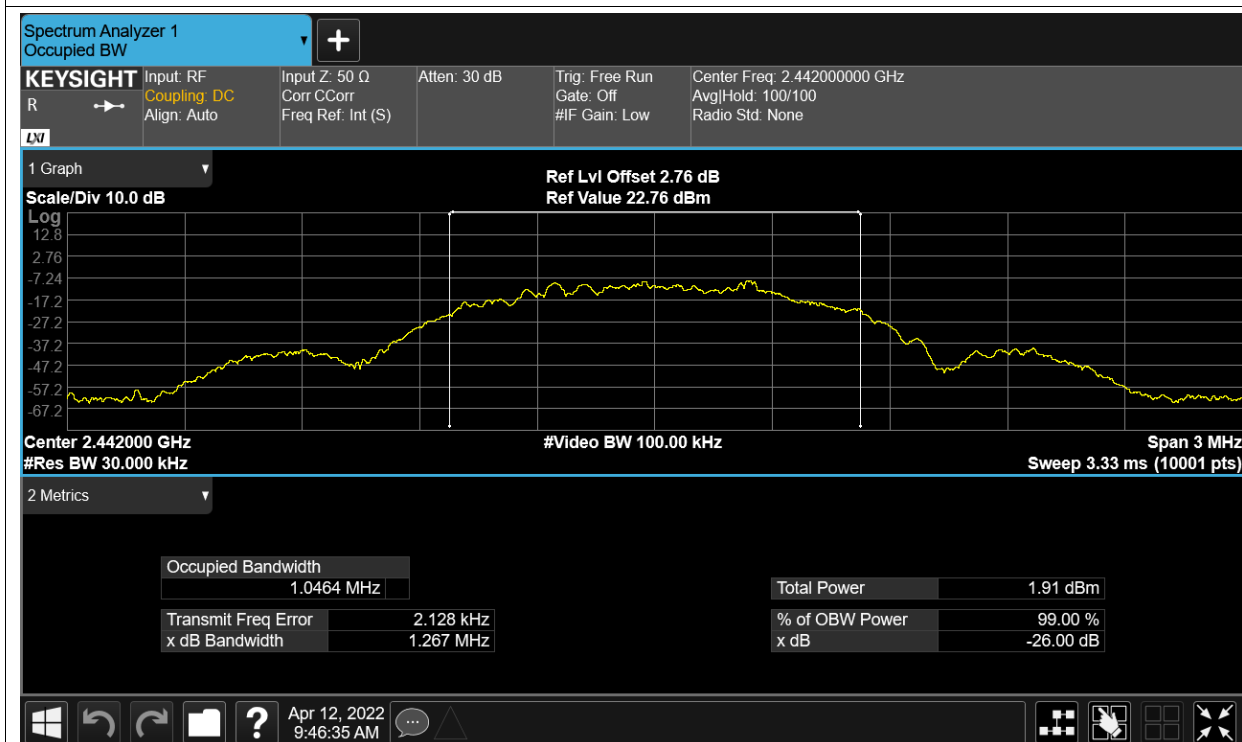 Spectrum Analyzer 1
Occupied BW
KEYSIGHT
R
LXI
Input: RF
Coupling: DC
Align: Auto
Input Z: 50 Ω
Corr CCorr
Freq Ref: Int (S)
Atten: 30 dB
Trig: Free Run
Gate: Off
#IF Gain: Low
Center Freq: 2.442000000 GHz
Avg|Hold: 100/100
Radio Std: None
1 Graph
Scale/Div 10.0 dB
Ref Lvl Offset 2.76 dB
Ref Value 22.76 dBm
Log
12.8
2.76
-7.24
-17.2
-27.2
-37.2
-47.2
-57.2
-67.2
Center 2.442000 GHz
#Video BW 100.00 kHz
Span 3 MHz
#Res BW 30.000 kHz
Sweep 3.33 ms (10001 pts)
2 Metrics
Occupied Bandwidth
1.0464 MHz
Total Power 1.91 dBm
Transmit Freq Error 2.128 kHz
% of OBW Power 99.00 %
x dB Bandwidth 1.267 MHz
x dB -26.00 dB
?
Apr 12, 2022
9:46:35 AM